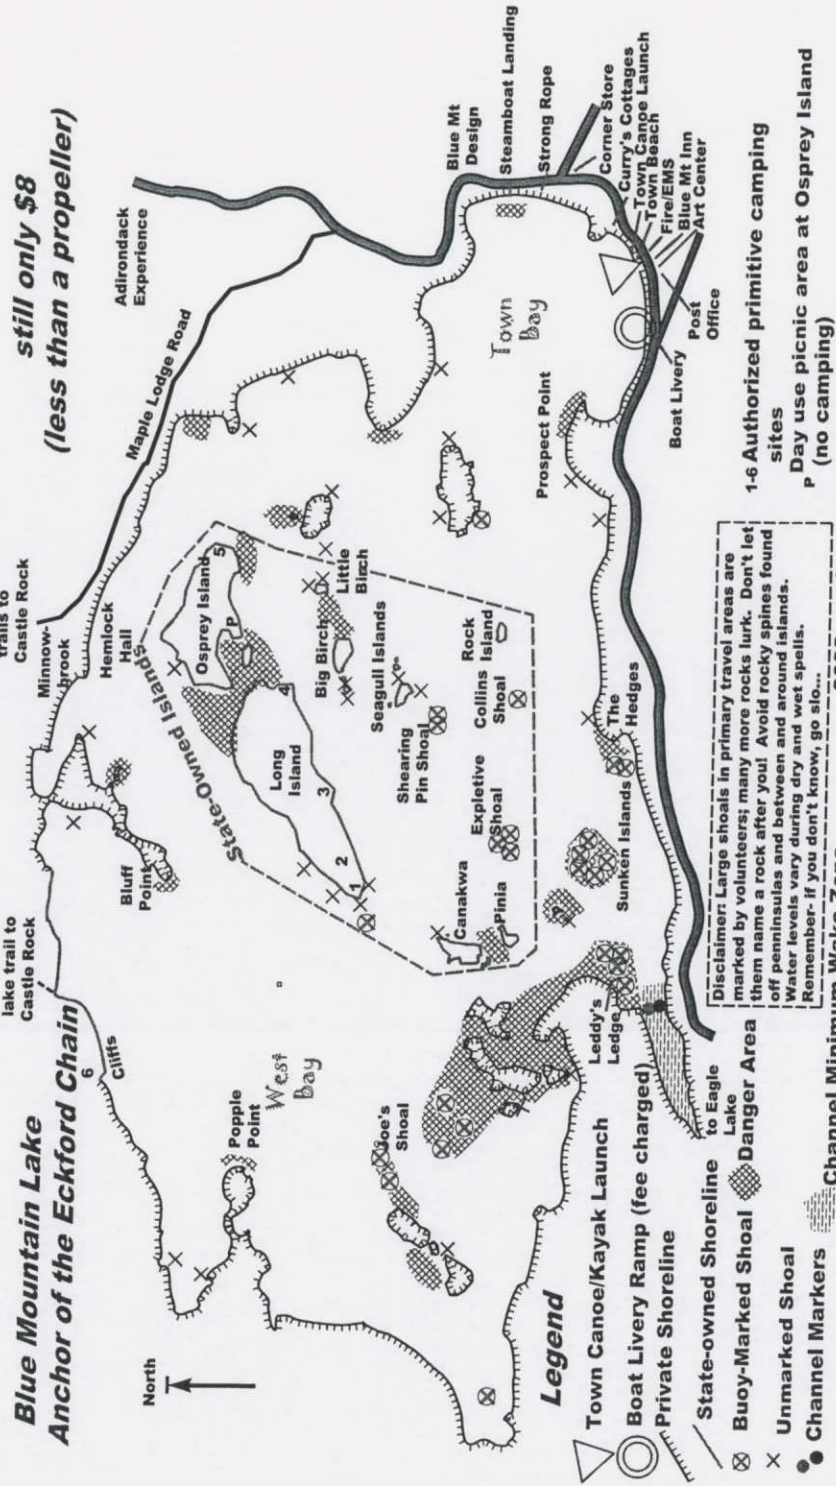 Blue Mountain Lake
Anchor of the Eckford Chain
still only $8
(less than a propeller)
North
lake trail to
Castle Rock
trails to
Castle Rock
Minnow-
brook
Hemlock
Hall
Maple Lodge Road
Adirondack
Experience
6
Cliffs
Bluff
Point
State-Owned Islands
Osprey Island
5
P
4
Long
Island
3
2
1
Big Birch
Little
Birch
Seagull Islands
Shearing
Pin Shoal
Collins
Shoal
Rock
Island
Expletive
Shoal
Canakwa
Pinia
Popple
Point
West
Bay
Joe's
Shoal
Leddy's
Ledge
Sunken Islands
The
Hedges
Prospect Point
Town
Bay
Blue Mt
Design
Steamboat Landing
Strong Rope
Corner Store
Curry's Cottages
Town Canoe Launch
Town Beach
Fire/EMS
Blue Mt Inn
Art Center
Post
Office
Boat Livery
to Eagle
Lake
Legend
Town Canoe/Kayak Launch
Boat Livery Ramp (fee charged)
Private Shoreline
State-owned Shoreline
Buoy-Marked Shoal
Danger Area
Unmarked Shoal
Channel Markers
Channel Minimum Wake Zone
Disclaimer: Large shoals in primary travel areas are
marked by volunteers; many more rocks lurk. Don't let
them name a rock after you! Avoid rocky spines found
off penninsulas and between and around islands.
Water levels vary during dry and wet spells.
Remember- if you don't know, go slo...
1-6 Authorized primitive camping
sites
P Day use picnic area at Osprey Island
(no camping)